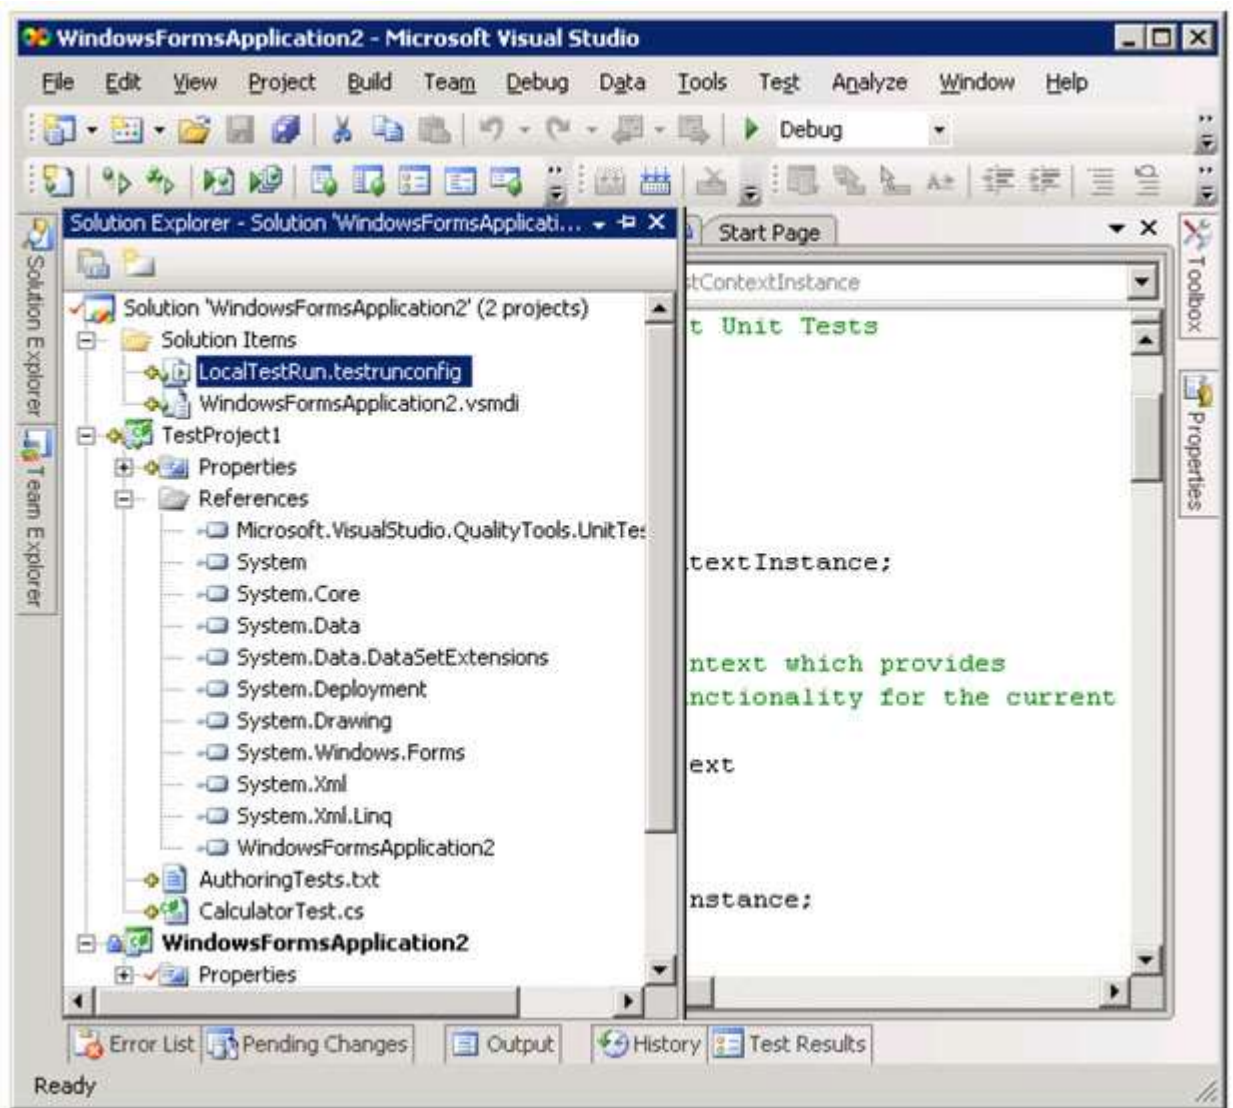 WindowsFormsApplication2 - Microsoft Visual Studio
File Edit View Project Build Team Debug Data Tools Test Analyze Window Help
Debug
Solution Explorer - Solution 'WindowsFormsApplicati...
Start Page
Solution Explorer
Team Explorer
Toolbox
Properties
stContextInstance
Solution 'WindowsFormsApplication2' (2 projects)
Solution Items
LocalTestRun.testrunconfig
WindowsFormsApplication2.vsmdi
TestProject1
Properties
References
Microsoft.VisualStudio.QualityTools.UnitTes
System
System.Core
System.Data
System.Data.DataSetExtensions
System.Deployment
System.Drawing
System.Windows.Forms
System.Xml
System.Xml.Linq
WindowsFormsApplication2
AuthoringTests.txt
CalculatorTest.cs
WindowsFormsApplication2
Properties
t Unit Tests
textInstance;
ntext which provides
nctionality for the current
ext
nstance;
Error List Pending Changes Output History Test Results
Ready